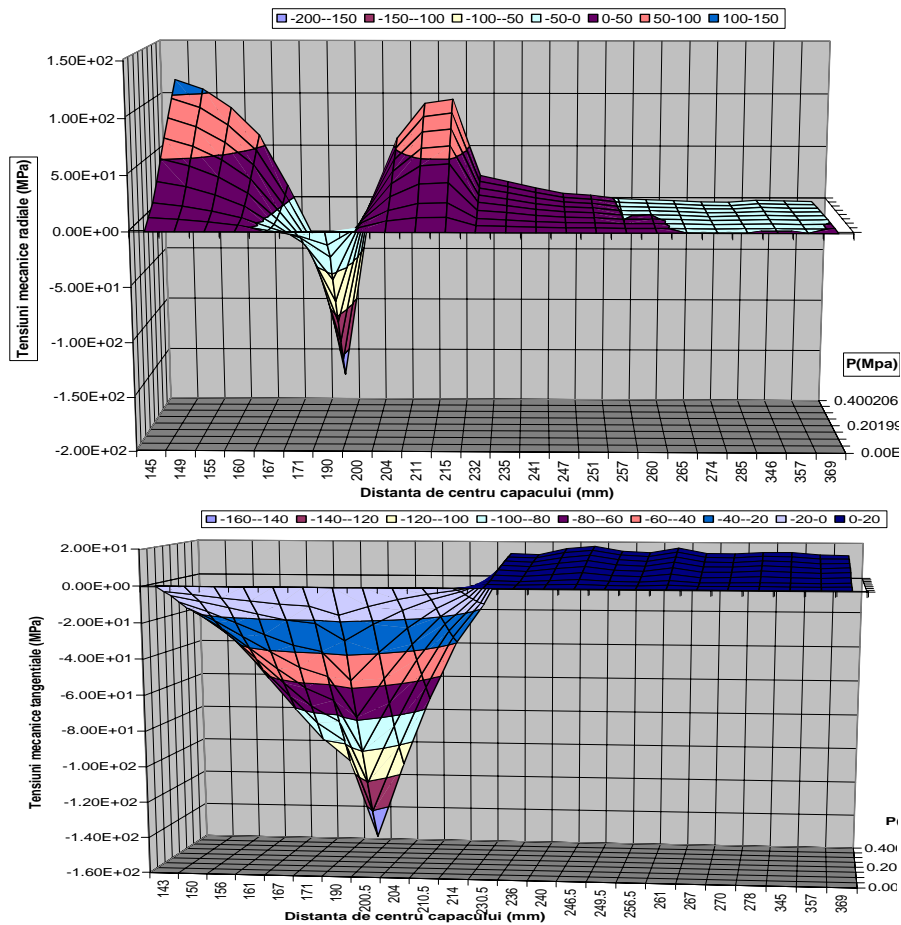 -200--150 -150--100 -100--50 -50-0 0-50 50-100 100-150
1.50E+02
1.00E+02
5.00E+01
0.00E+00
-5.00E+01
-1.00E+02
-1.50E+02
-2.00E+02
Tensiuni mecanice radiale (MPa)
P(Mpa)
0.400206
0.20199
0.00E
145 149 155 160 167 171 190 200 204 211 215 232 235 241 247 251 257 260 265 274 285 346 357 369
Distanta de centru capacului (mm)
-160--140 -140--120 -120--100 -100--80 -80--60 -60--40 -40--20 -20-0 0-20
2.00E+01
0.00E+00
-2.00E+01
-4.00E+01
-6.00E+01
-8.00E+01
-1.00E+02
-1.20E+02
-1.40E+02
-1.60E+02
Tensiuni mecanice tangentiale (MPa)
P(
0.40
0.20
0.00
143 150 156 161 167 171 190 200.5 204 210.5 214 230.5 236 240 246.5 249.5 256.5 261 267 270 278 345 357 369
Distanta de centru capacului (mm)